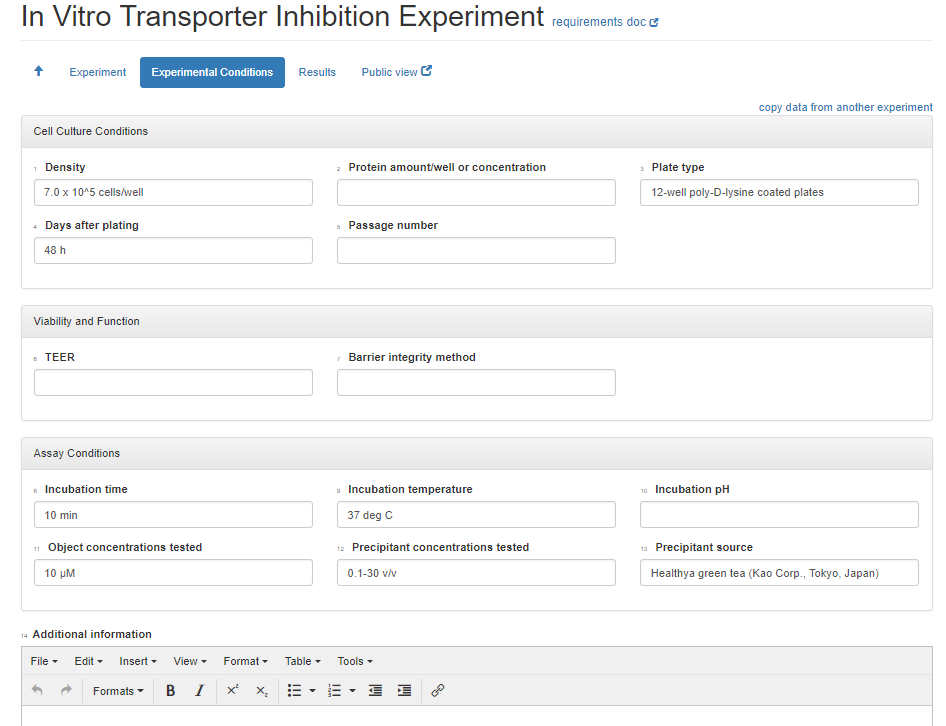 In Vitro Transporter Inhibition Experiment requirements doc
Experiment Experimental Conditions Results Public view
copy data from another experiment
Cell Culture Conditions
1 Density 2 Protein amount/well or concentration 3 Plate type
7.0 x 10^5 cells/well 12-well poly-D-lysine coated plates
4 Days after plating 5 Passage number
48 h
Viability and Function
6 TEER 7 Barrier integrity method
Assay Conditions
8 Incubation time 9 Incubation temperature 10 Incubation pH
10 min 37 deg C
11 Object concentrations tested 12 Precipitant concentrations tested 13 Precipitant source
10 µM 0.1-30 v/v Healthya green tea (Kao Corp., Tokyo, Japan)
14 Additional information
File Edit Insert View Format Table Tools
Formats B I x² x₂